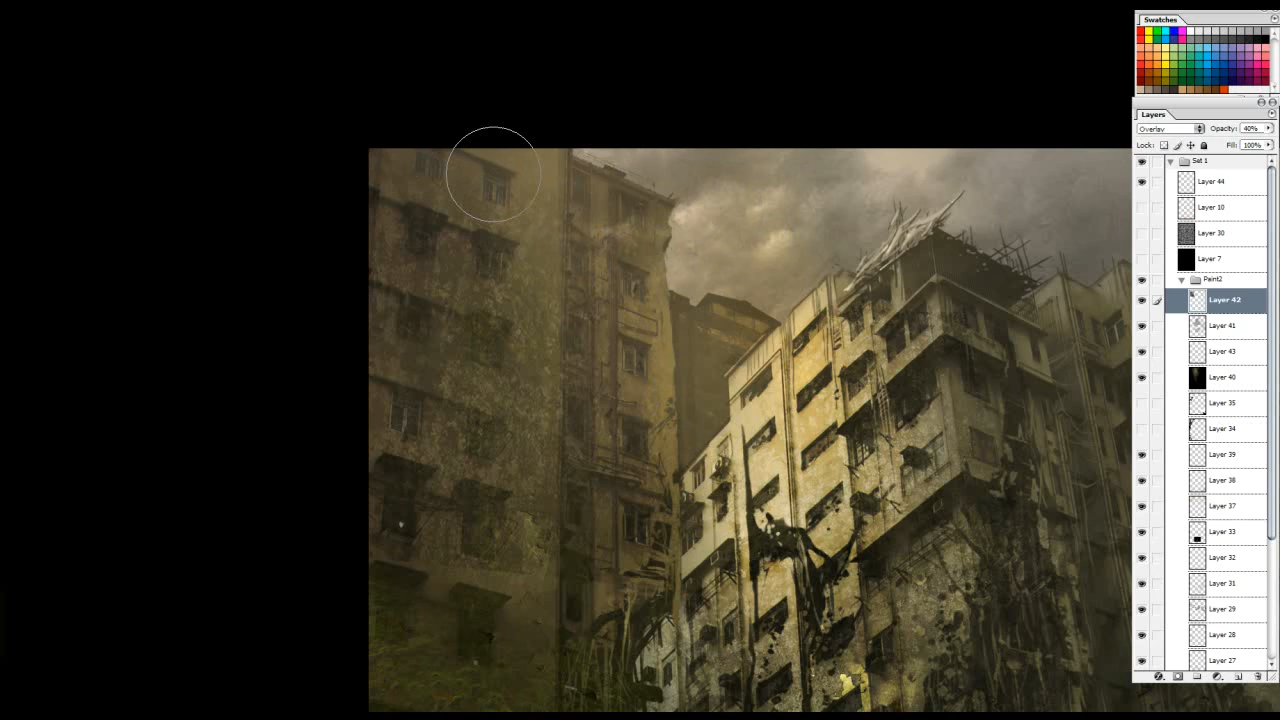 Swatches
Layers
Overlay Opacity: 40%
Lock: Fill: 100%
Set 1
Layer 44
Layer 10
Layer 30
Layer 7
Paint2
Layer 42
Layer 41
Layer 43
Layer 40
Layer 35
Layer 34
Layer 39
Layer 38
Layer 37
Layer 33
Layer 32
Layer 31
Layer 29
Layer 28
Layer 27